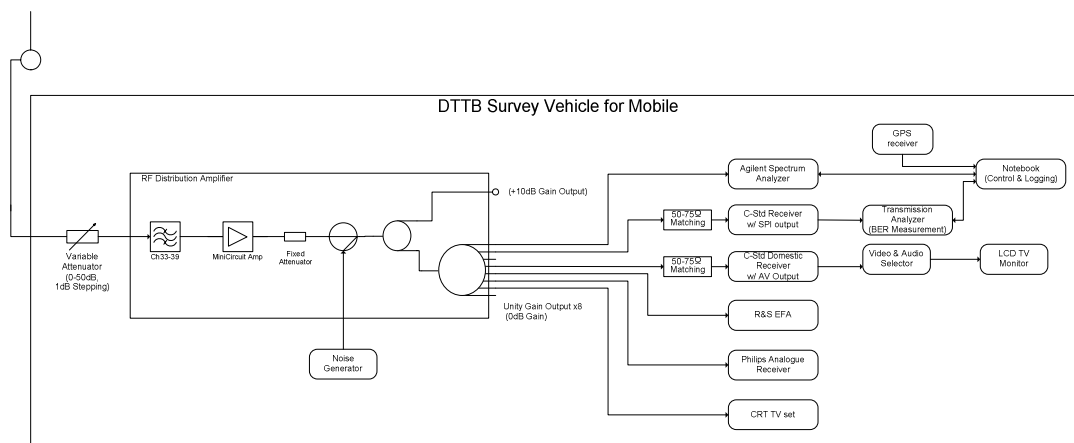 DTTB Survey Vehicle for Mobile
GPS
receiver
RF Distribution Amplifier
Agilent Spectrum
Analyzer
Notebook
(Control & Logging)
(+10dB Gain Output)
50-75Ω
Matching
C-Std Receiver
w/ SPI output
Transmission
Analyzer
(BER Measurement)
Variable
Attenuator
(0-50dB,
1dB Stepping)
Ch33-39
MiniCircuit Amp
Fixed
Attenuator
50-75Ω
Matching
C-Std Domestic
Receiver
w/ AV Output
Video & Audio
Selector
LCD TV
Monitor
Unity Gain Output x8
(0dB Gain)
R&S EFA
Noise
Generator
Philips Analogue
Receiver
CRT TV set